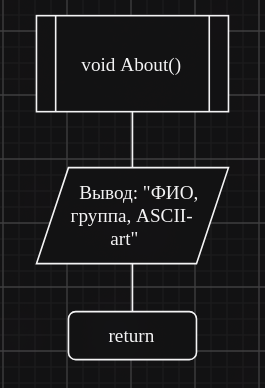 void About()
Вывод: "ФИО,
группа, ASCII-
art"
return